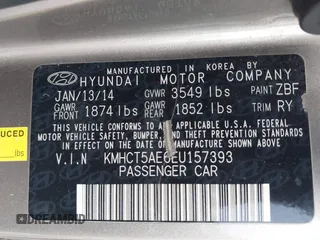 MANUFACTURED IN KOREA BY
HYUNDAI MOTOR COMPANY
JAN/13/14 GVWR 3549 lbs PAINT ZBF
GAWR FRONT 1874 lbs GAWR REAR 1852 lbs TRIM RY
THIS VEHICLE CONFORMS TO ALL APPLICABLE U.S. FEDERAL
MOTOR VEHICLE SAFETY, BUMPER, AND THEFT PREVENTION
STANDARDS IN EFFECT ON THE DATE OF MANUFACTURE
SHOWN ABOVE.
V.I.N KMHCT5AE6EU157393
PASSENGER CAR
UCED
lbs